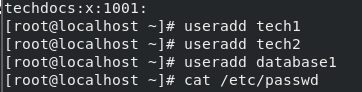 techdocs:x:1001:
[root@localhost ~]# useradd tech1
[root@localhost ~]# useradd tech2
[root@localhost ~]# useradd database1
[root@localhost ~]# cat /etc/passwd